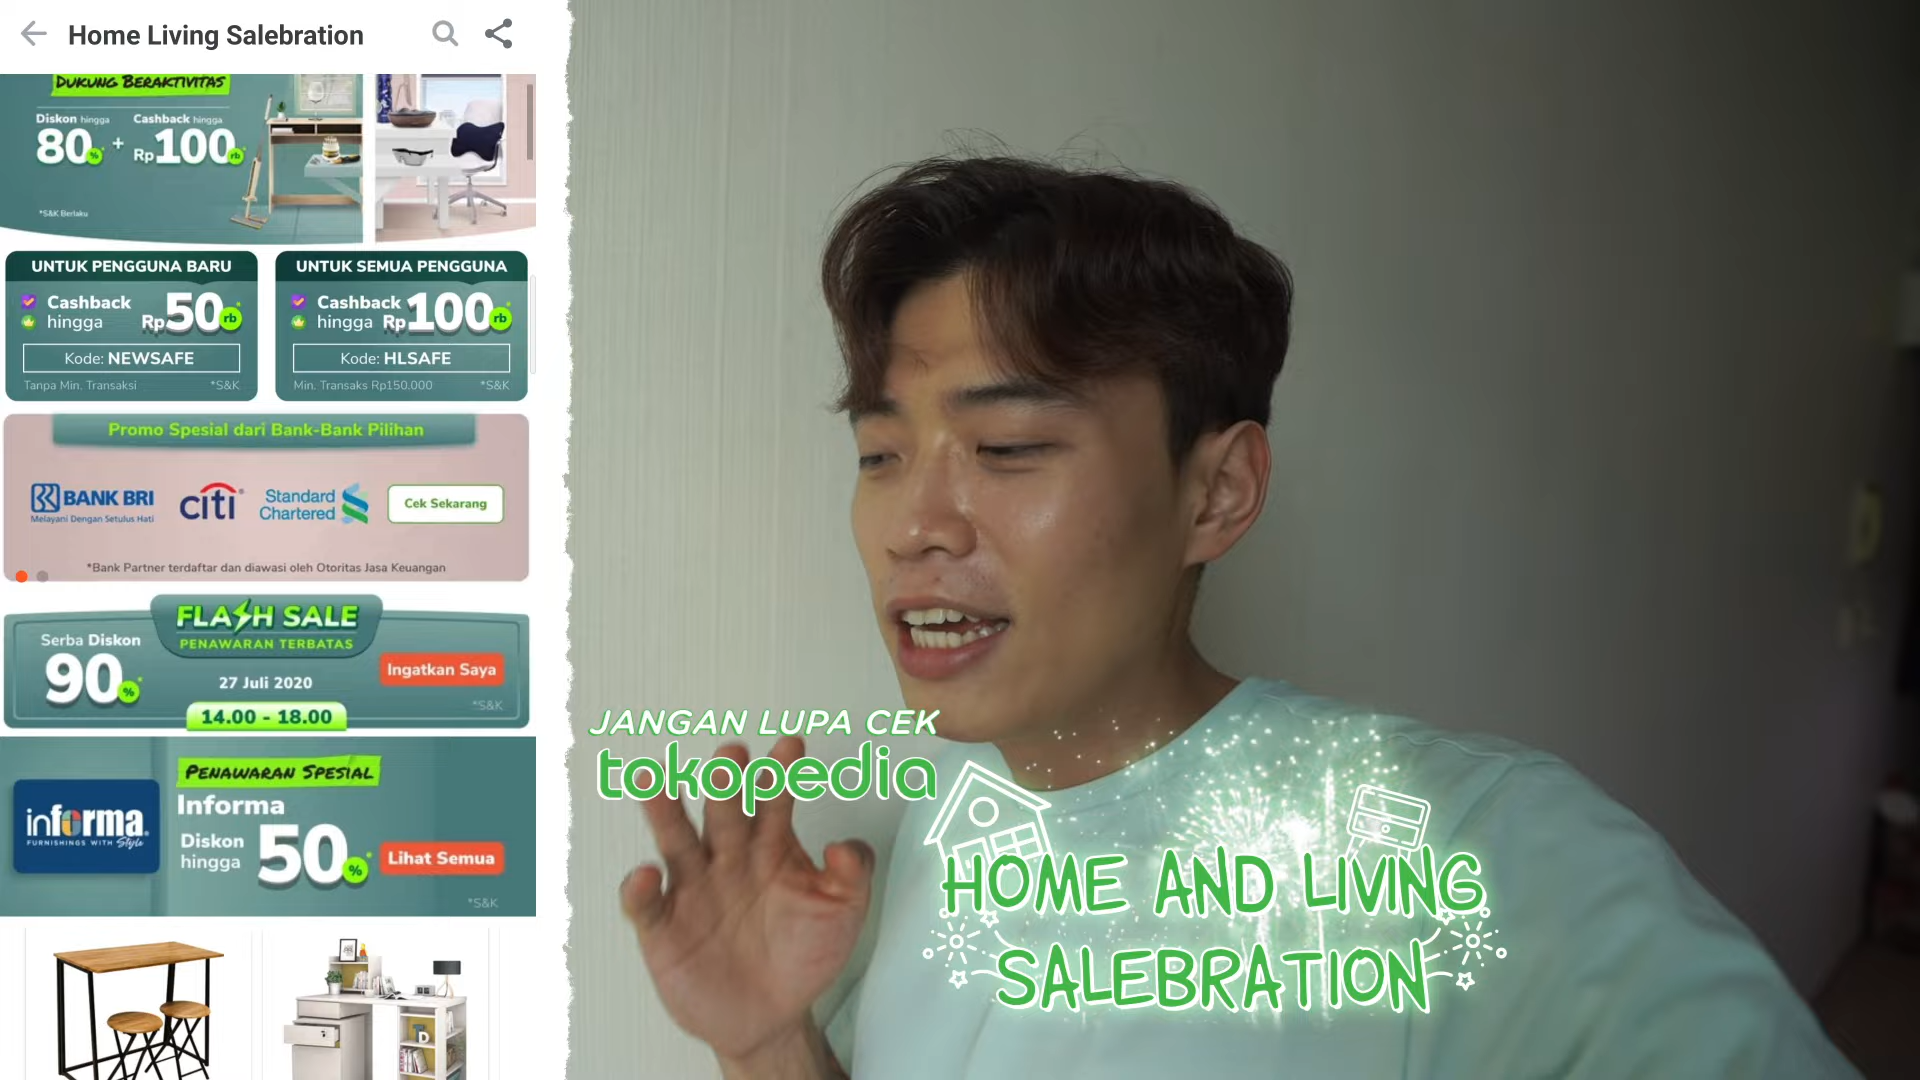 Home Living Salebration
DUKUNG BERAKTIVITAS
Diskon hingga
80%*
+
Cashback hingga
Rp100rb*
*S&K Berlaku
UNTUK PENGGUNA BARU
Cashback
hingga
Rp50rb*
Kode: NEWSAFE
Tanpa Min. Transaksi
*S&K
UNTUK SEMUA PENGGUNA
Cashback
hingga
Rp100rb*
Kode: HLSAFE
Min. Transaks Rp150.000
*S&K
Promo Spesial dari Bank-Bank Pilihan
BANK BRI
Melayani Dengan Setulus Hati
citi
Standard
Chartered
Cek Sekarang
*Bank Partner terdaftar dan diawasi oleh Otoritas Jasa Keuangan
FLASH SALE
PENAWARAN TERBATAS
Serba Diskon
90%*
27 Juli 2020
14.00 - 18.00
Ingatkan Saya
*S&K
informa
FURNISHINGS WITH Style
PENAWARAN SPESIAL
Informa
Diskon
hingga
50%*
Lihat Semua
*S&K
D
JANGAN LUPA CEK
tokopedia
HOME AND LIVING
SALEBRATION